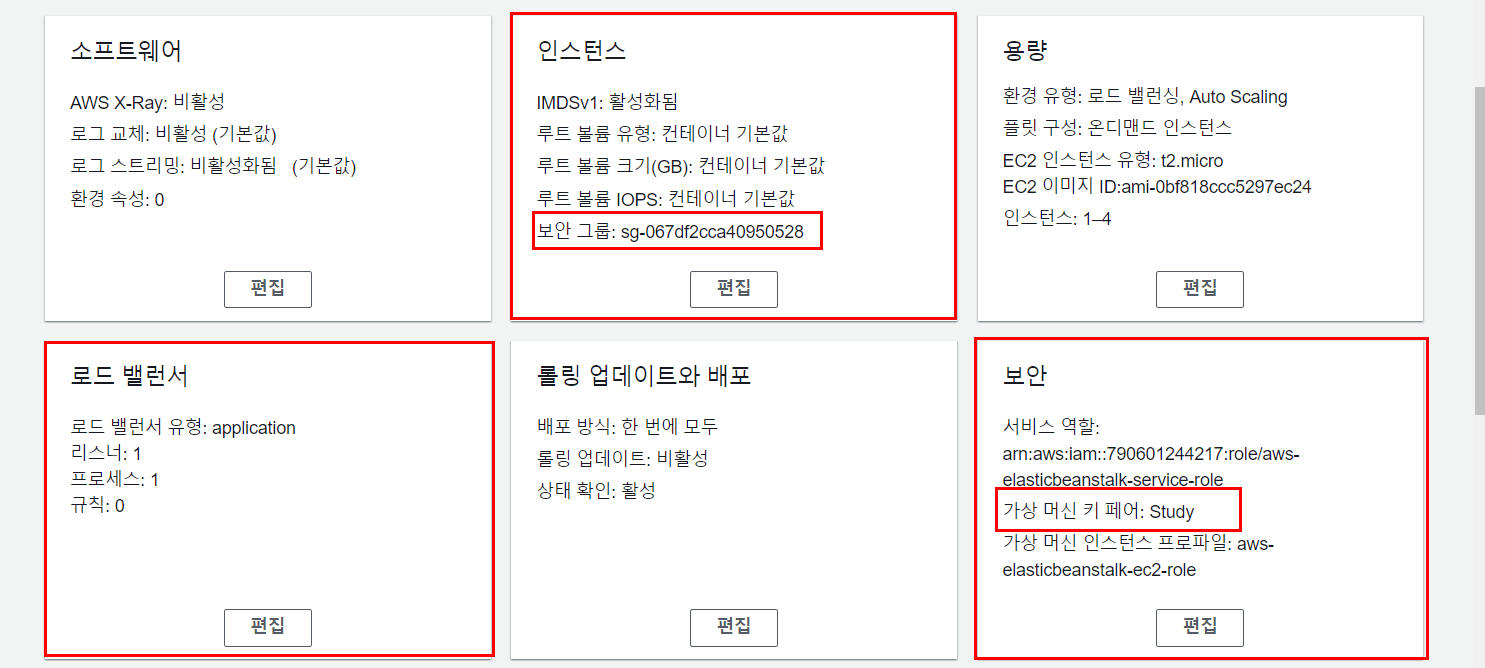 소프트웨어
AWS X-Ray: 비활성
로그 교체: 비활성 (기본값)
로그 스트리밍: 비활성화됨 (기본값)
환경 속성: 0
편집
인스턴스
IMDSv1: 활성화됨
루트 볼륨 유형: 컨테이너 기본값
루트 볼륨 크기(GB): 컨테이너 기본값
루트 볼륨 IOPS: 컨테이너 기본값
보안 그룹: sg-067df2cca40950528
편집
용량
환경 유형: 로드 밸런싱, Auto Scaling
플릿 구성: 온디맨드 인스턴스
EC2 인스턴스 유형: t2.micro
EC2 이미지 ID:ami-0bf818ccc5297ec24
인스턴스: 1–4
편집
로드 밸런서
로드 밸런서 유형: application
리스너: 1
프로세스: 1
규칙: 0
편집
롤링 업데이트와 배포
배포 방식: 한 번에 모두
롤링 업데이트: 비활성
상태 확인: 활성
편집
보안
서비스 역할:
arn:aws:iam::790601244217:role/aws-
elasticbeanstalk-service-role
가상 머신 키 페어: Study
가상 머신 인스턴스 프로파일: aws-
elasticbeanstalk-ec2-role
편집